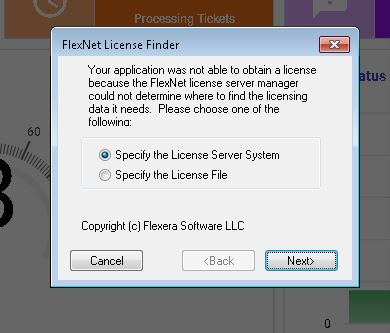 Processing Tickets
FlexNet License Finder
Your application was not able to obtain a license
because the FlexNet license server manager
could not determine where to find the licensing
data it needs.  Please choose one of the
following:
atus
60
Specify the License Server System
Specify the License File
Copyright (c) Flexera Software LLC
Cancel
<Back
Next>
0